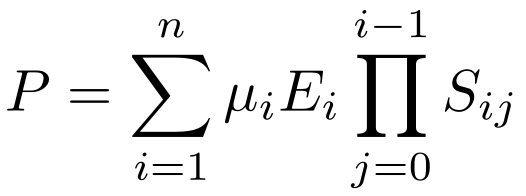 P = \sum_{i=1}^{n} \mu_i E_i \prod_{j=0}^{i-1} S_{ij}